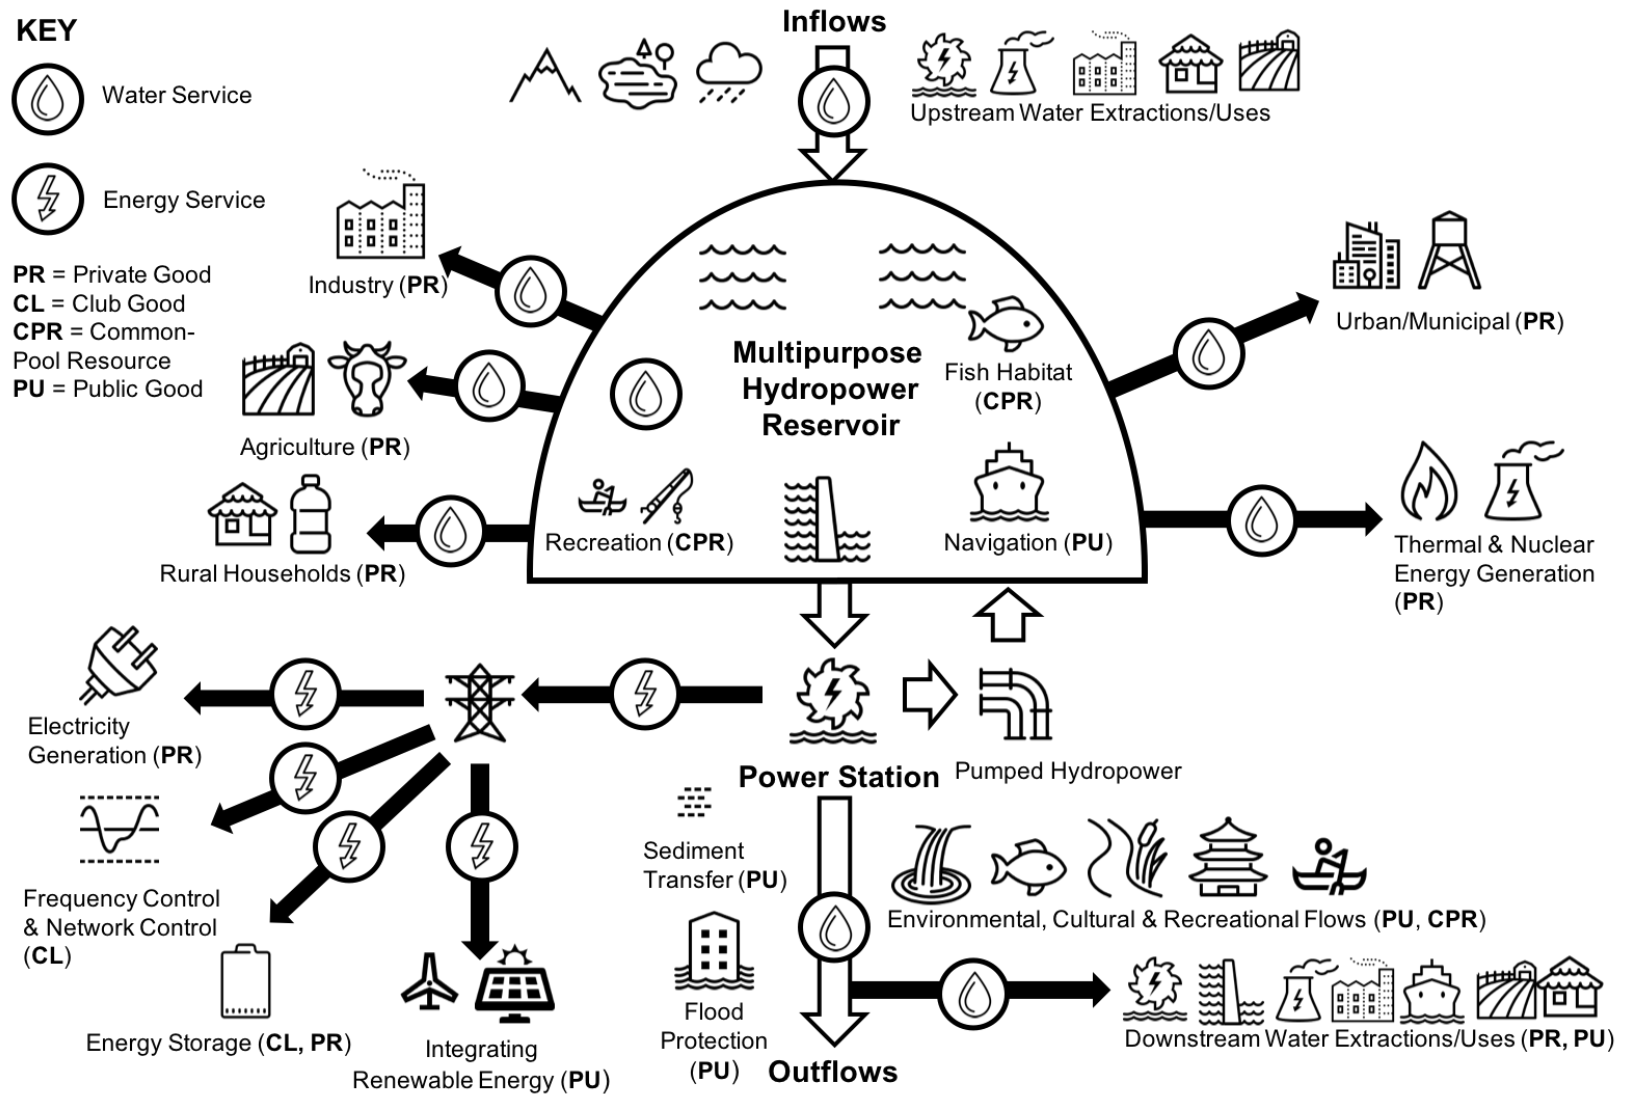 KEY
Water Service
Energy Service
PR = Private Good
CL = Club Good
CPR = Common-
Pool Resource
PU = Public Good
Inflows
Upstream Water Extractions/Uses
Industry (PR)
Agriculture (PR)
Rural Households (PR)
Multipurpose
Hydropower
Reservoir
Fish Habitat
(CPR)
Recreation (CPR)
Navigation (PU)
Urban/Municipal (PR)
Thermal & Nuclear
Energy Generation
(PR)
Electricity
Generation (PR)
Frequency Control
& Network Control
(CL)
Energy Storage (CL, PR)
Integrating
Renewable Energy (PU)
Power Station
Pumped Hydropower
Sediment
Transfer (PU)
Flood
Protection
(PU)
Environmental, Cultural & Recreational Flows (PU, CPR)
Downstream Water Extractions/Uses (PR, PU)
Outflows